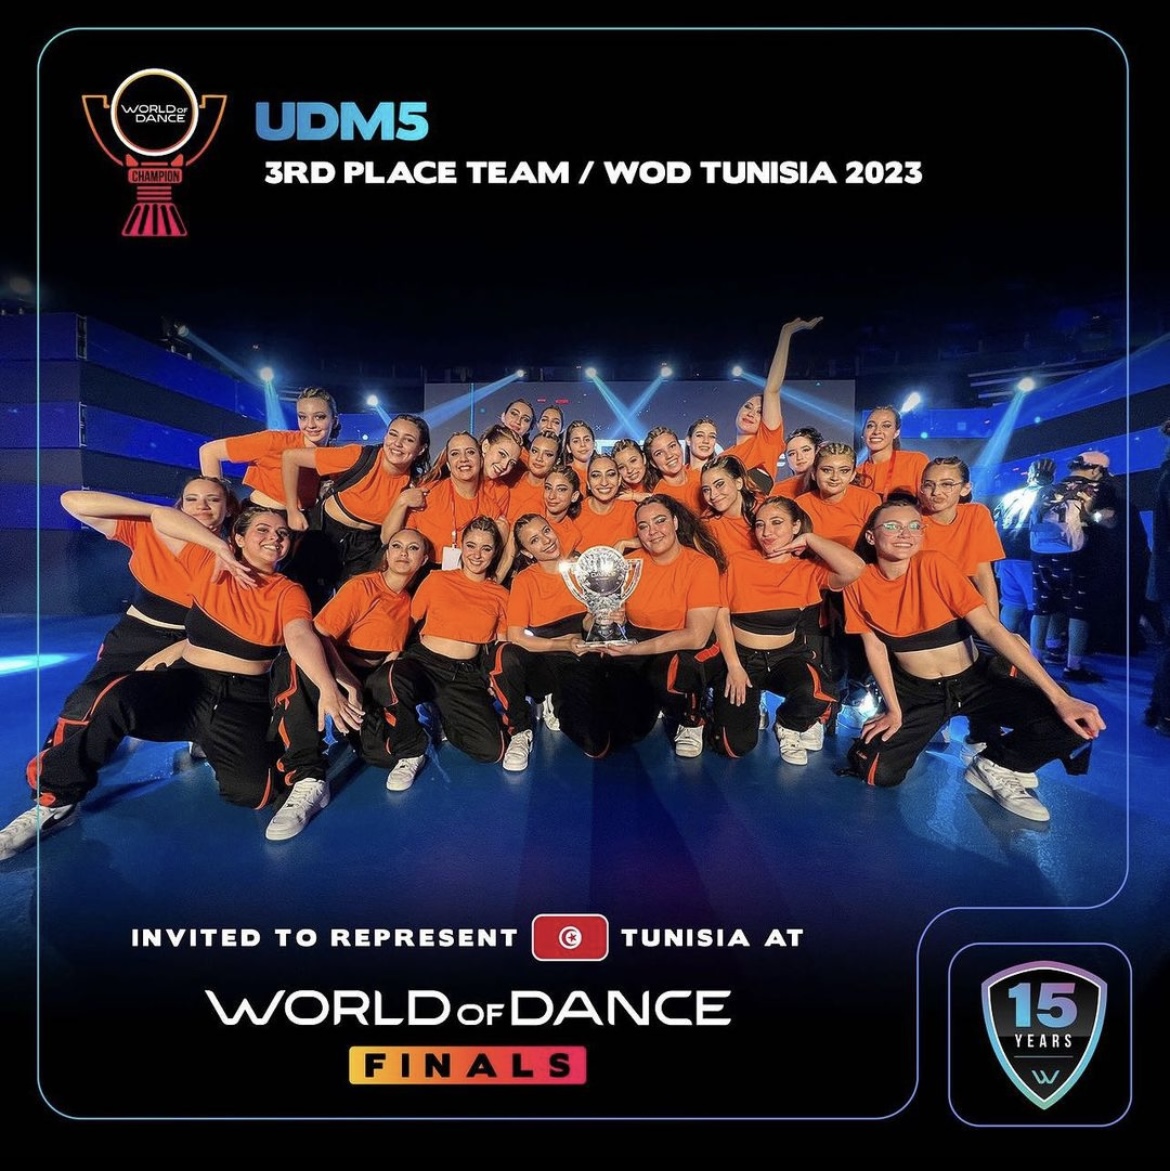 WORLD OF
DANCE
CHAMPION
UDM5
3RD PLACE TEAM / WOD TUNISIA 2023
DANCE
INVITED TO REPRESENT TUNISIA AT
WORLD OF DANCE
FINALS
15
YEARS
W